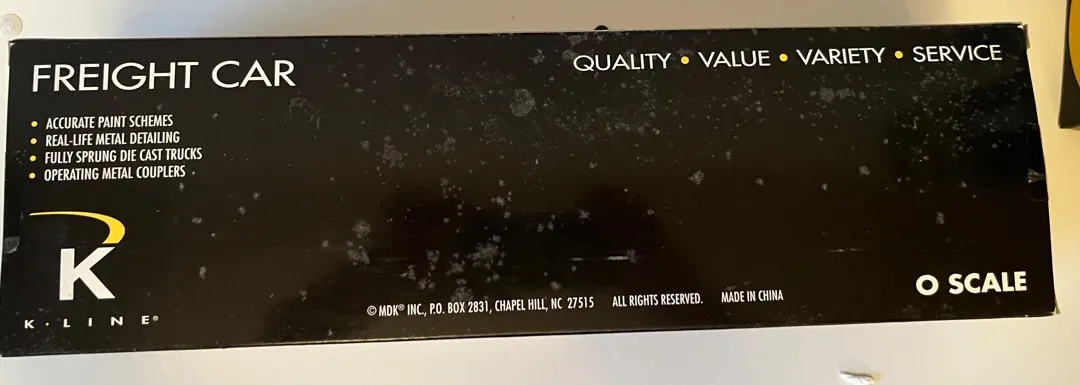 FREIGHT CAR
QUALITY • VALUE • VARIETY • SERVICE
• ACCURATE PAINT SCHEMES
• REAL-LIFE METAL DETAILING
• FULLY SPRUNG DIE CAST TRUCKS
• OPERATING METAL COUPLERS
K
K·LINE®
© MDK® INC., P.O. BOX 2831, CHAPEL HILL, NC 27515 ALL RIGHTS RESERVED. MADE IN CHINA
O SCALE